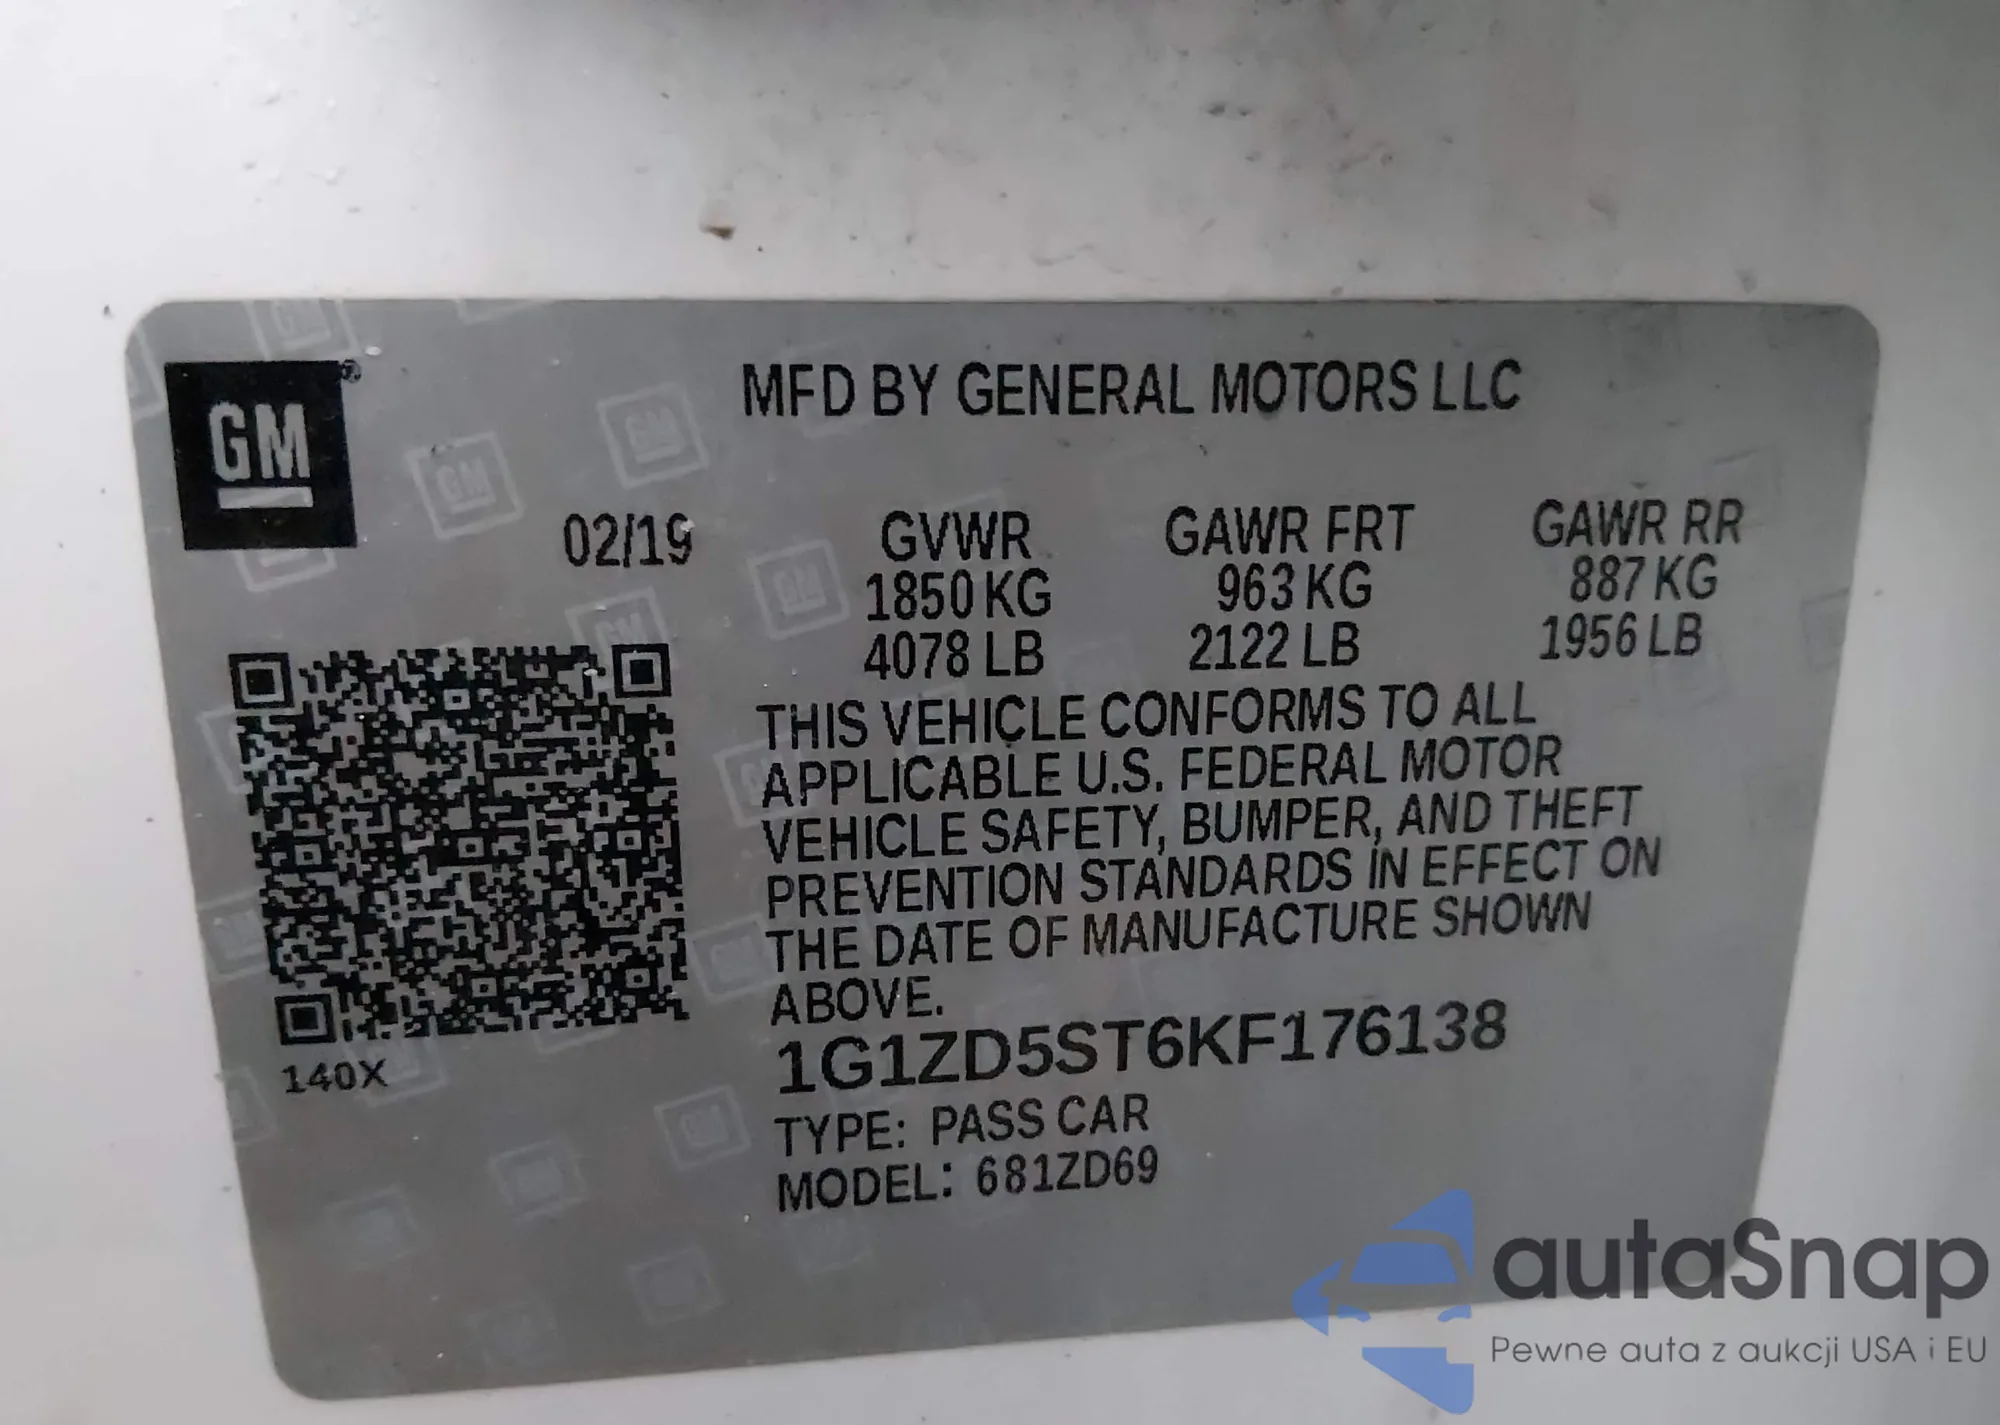 MFD BY GENERAL MOTORS LLC
GM
02/19
GVWR GAWR FRT GAWR RR
1850 KG 963 KG 887 KG
4078 LB 2122 LB 1956 LB
THIS VEHICLE CONFORMS TO ALL
APPLICABLE U.S. FEDERAL MOTOR
VEHICLE SAFETY, BUMPER, AND THEFT
PREVENTION STANDARDS IN EFFECT ON
THE DATE OF MANUFACTURE SHOWN
ABOVE.
140X
1G1ZD5ST6KF176138
TYPE: PASS CAR
MODEL: 681ZD69
autaSnap
Pewne auta z aukcji USA i EU